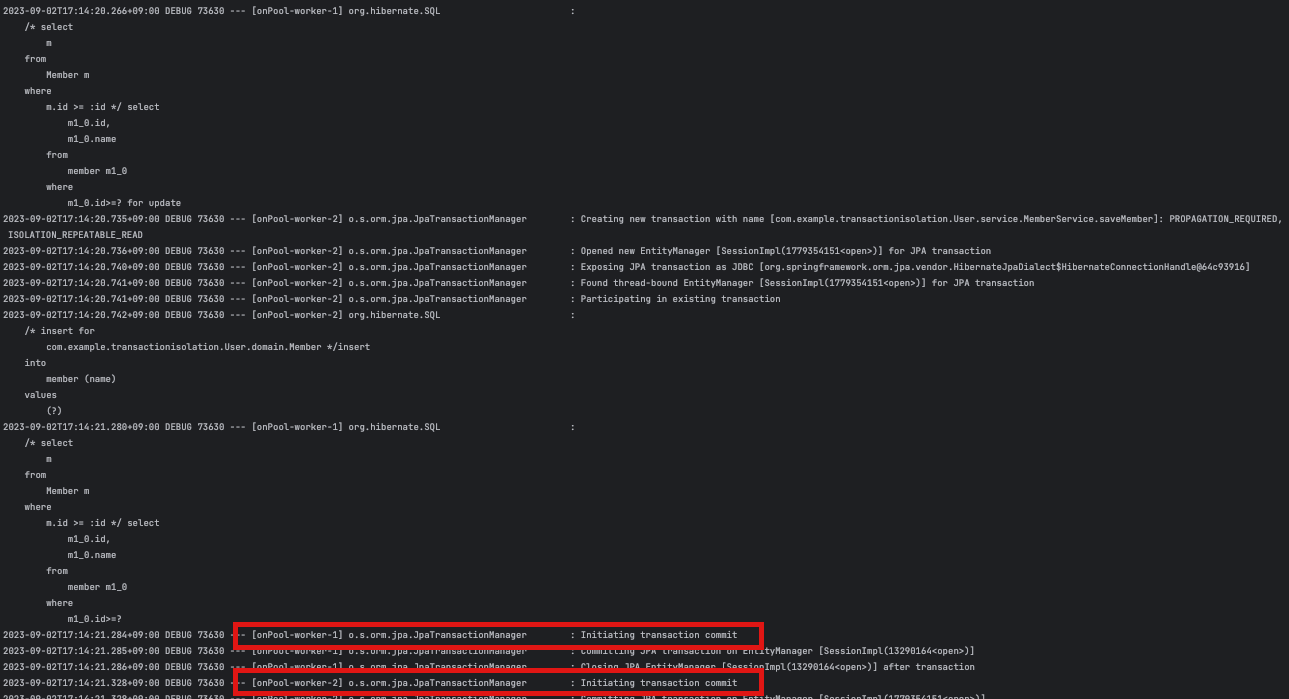 2023-09-02T17:14:20.266+09:00 DEBUG 73630 --- [onPool-worker-1] org.hibernate.SQL                        :
    /* select
        m
    from
        Member m
    where
        m.id >= :id */ select
            m1_0.id,
            m1_0.name
        from
            member m1_0
        where
            m1_0.id>=? for update
2023-09-02T17:14:20.735+09:00 DEBUG 73630 --- [onPool-worker-2] o.s.orm.jpa.JpaTransactionManager        : Creating new transaction with name [com.example.transactionisolation.User.service.MemberService.saveMember]: PROPAGATION_REQUIRED,
 ISOLATION_REPEATABLE_READ
2023-09-02T17:14:20.736+09:00 DEBUG 73630 --- [onPool-worker-2] o.s.orm.jpa.JpaTransactionManager        : Opened new EntityManager [SessionImpl(1779354151<open>)] for JPA transaction
2023-09-02T17:14:20.740+09:00 DEBUG 73630 --- [onPool-worker-2] o.s.orm.jpa.JpaTransactionManager        : Exposing JPA transaction as JDBC [org.springframework.orm.jpa.vendor.HibernateJpaDialect$HibernateConnectionHandle@64c93916]
2023-09-02T17:14:20.741+09:00 DEBUG 73630 --- [onPool-worker-2] o.s.orm.jpa.JpaTransactionManager        : Found thread-bound EntityManager [SessionImpl(1779354151<open>)] for JPA transaction
2023-09-02T17:14:20.741+09:00 DEBUG 73630 --- [onPool-worker-2] o.s.orm.jpa.JpaTransactionManager        : Participating in existing transaction
2023-09-02T17:14:20.742+09:00 DEBUG 73630 --- [onPool-worker-2] org.hibernate.SQL                        :
    /* insert for
        com.example.transactionisolation.User.domain.Member */insert
    into
        member (name)
    values
        (?)
2023-09-02T17:14:21.280+09:00 DEBUG 73630 --- [onPool-worker-1] org.hibernate.SQL                        :
    /* select
        m
    from
        Member m
    where
        m.id >= :id */ select
            m1_0.id,
            m1_0.name
        from
            member m1_0
        where
            m1_0.id>=?
2023-09-02T17:14:21.284+09:00 DEBUG 73630 --- [onPool-worker-1] o.s.orm.jpa.JpaTransactionManager        : Initiating transaction commit
2023-09-02T17:14:21.285+09:00 DEBUG 73630 --- [onPool-worker-1] o.s.orm.jpa.JpaTransactionManager        : Committing JPA transaction on EntityManager [SessionImpl(13290164<open>)]
2023-09-02T17:14:21.286+09:00 DEBUG 73630 --- [onPool-worker-1] o.s.orm.jpa.JpaTransactionManager        : Closing JPA EntityManager [SessionImpl(13290164<open>)] after transaction
2023-09-02T17:14:21.328+09:00 DEBUG 73630 --- [onPool-worker-2] o.s.orm.jpa.JpaTransactionManager        : Initiating transaction commit
2023-09-02T17:14:21.328+09:00 DEBUG 73630 --- [onPool-worker-2] o.s.orm.jpa.JpaTransactionManager        : Committing JPA transaction on EntityManager [SessionImpl(1779354151<open>)]